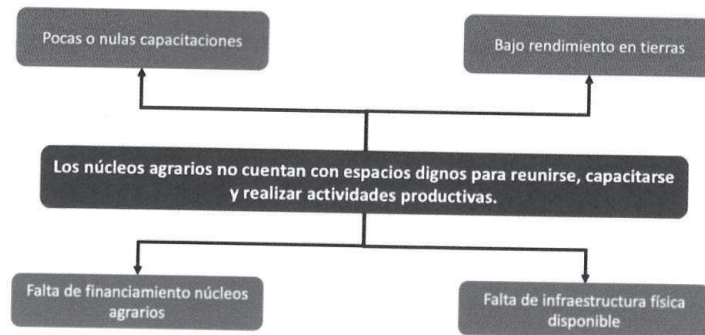 Pocas o nulas capacitaciones
Bajo rendimiento en tierras
Los núcleos agrarios no cuentan con espacios dignos para reunirse, capacitarse
y realizar actividades productivas.
Falta de financiamiento núcleos
agrarios
Falta de infraestructura física
disponible